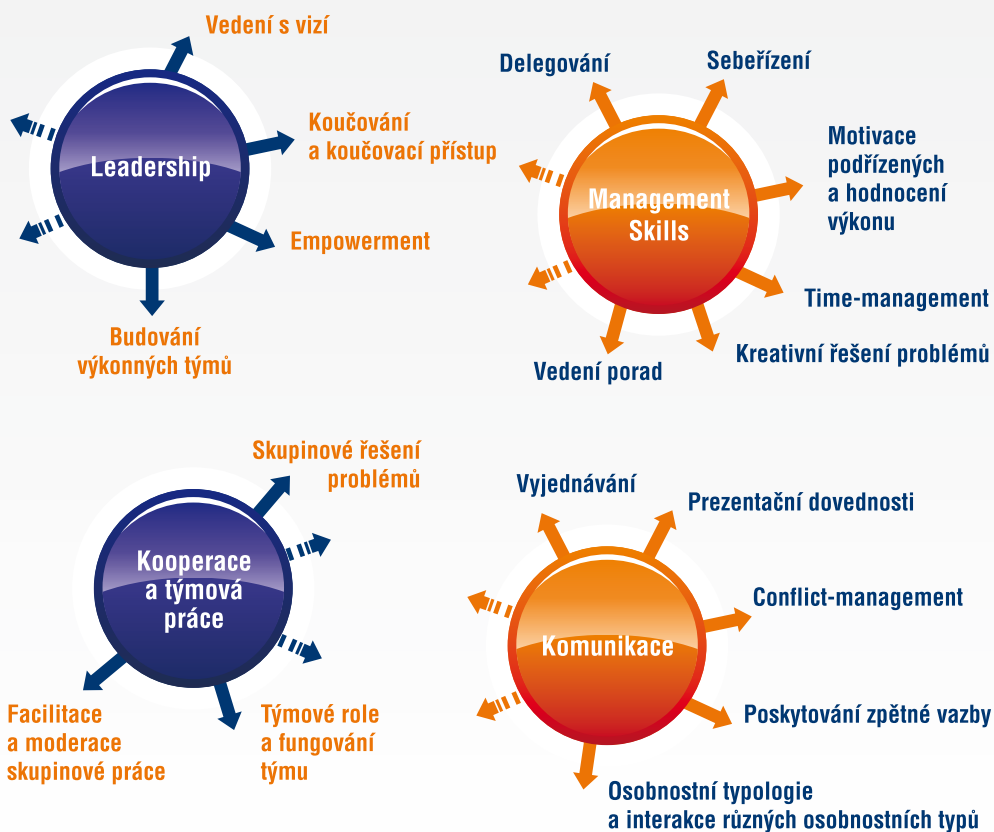 Vedení s vizí
Koučování
a koučovací přístup
Leadership
Empowerment
Budování
výkonných týmů
Delegování
Sebeřízení
Motivace
podřízených
a hodnocení
výkonu
Management
Skills
Time-management
Kreativní řešení problémů
Vedení porad
Skupinové řešení
problémů
Kooperace
a týmová
práce
Facilitace
a moderace
skupinové práce
Týmové role
a fungování
týmu
Vyjednávání
Prezentační dovednosti
Conflict-management
Komunikace
Poskytování zpětné vazby
Osobnostní typologie
a interakce různých osobnostních typů